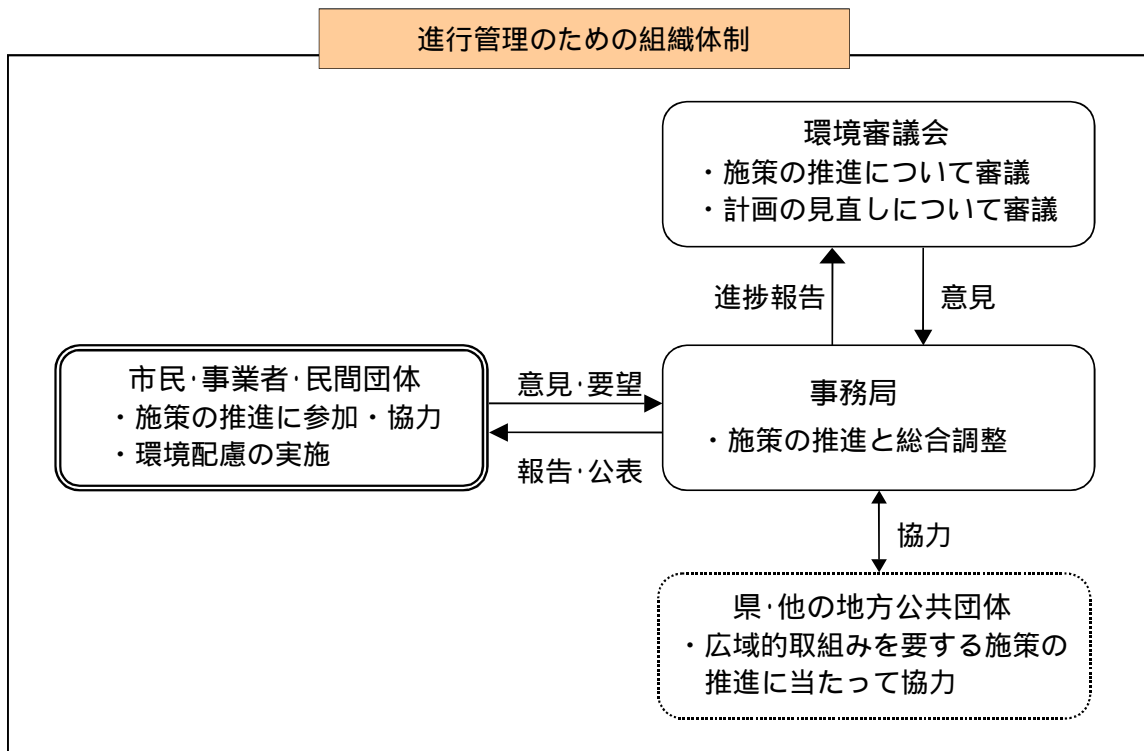 進行管理のための組織体制
環境審議会
・施策の推進について審議
・計画の見直しについて審議
進捗報告
意見
市民・事業者・民間団体
・施策の推進に参加・協力
・環境配慮の実施
意見・要望
報告・公表
事務局
・施策の推進と総合調整
協力
県・他の地方公共団体
・広域的取組みを要する施策の
推進に当たって協力